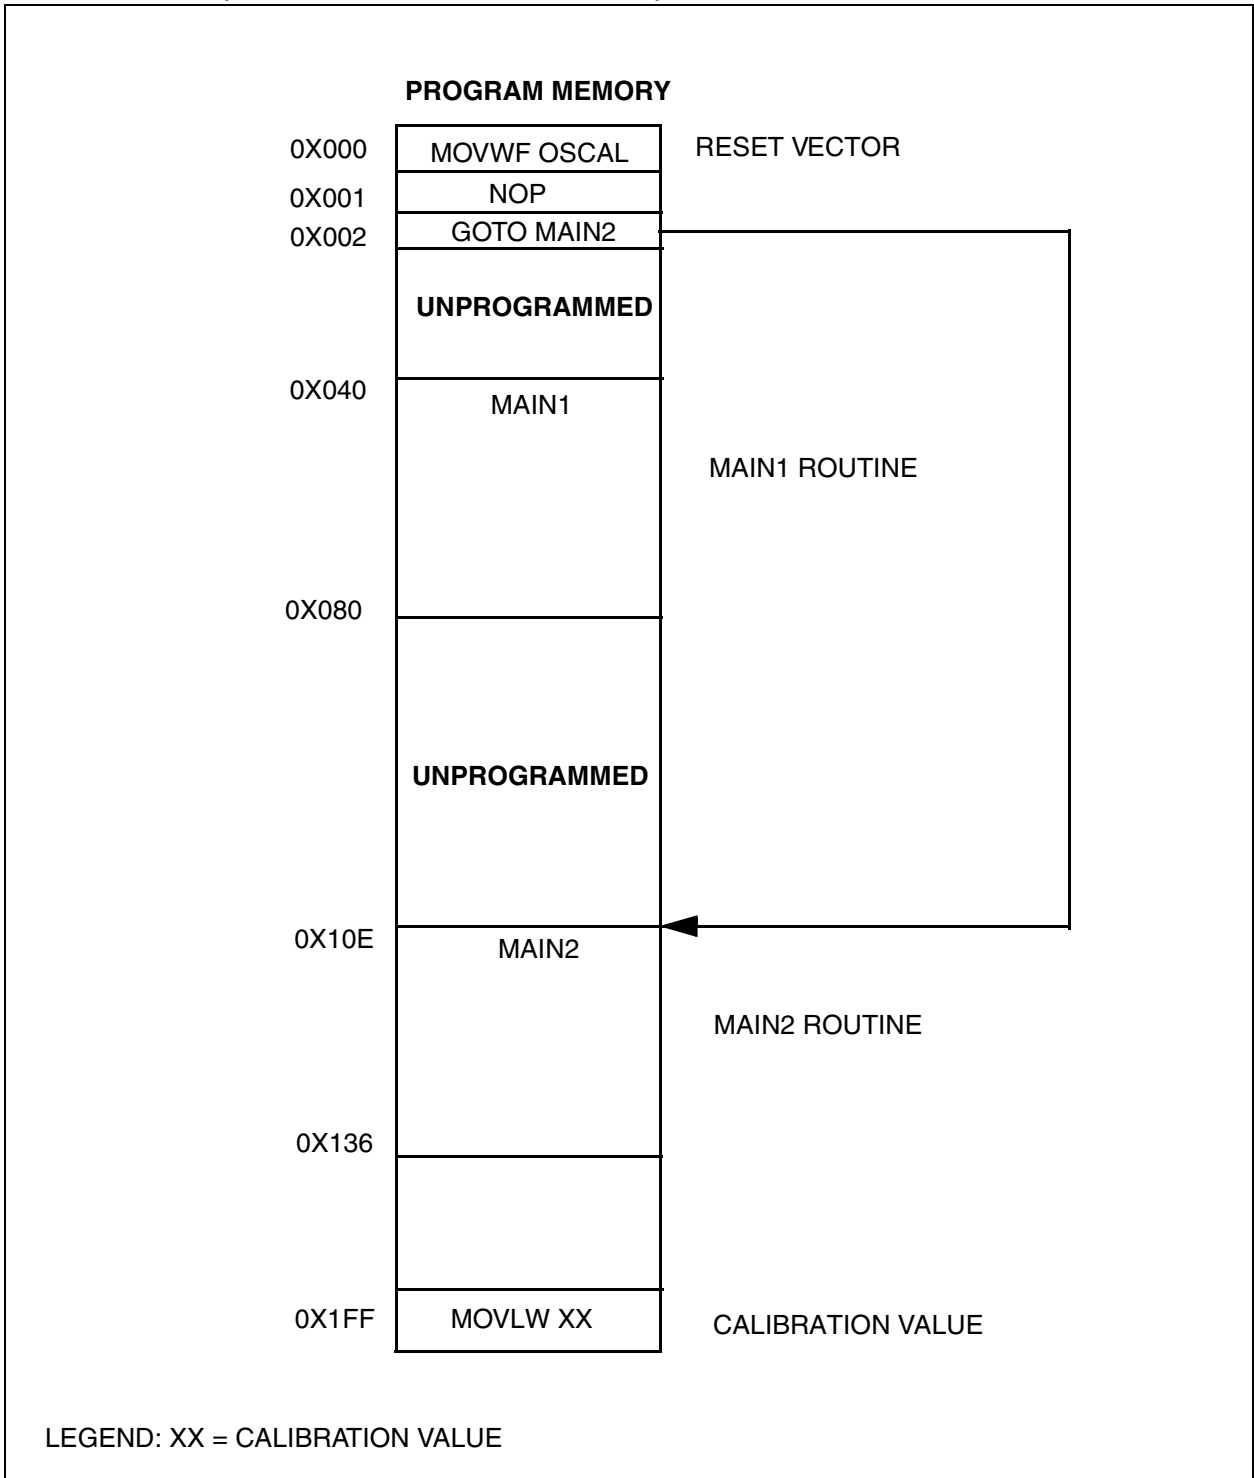 PROGRAM MEMORY
0X000 MOVWF OSCAL RESET VECTOR
0X001 NOP
0X002 GOTO MAIN2
UNPROGRAMMED
0X040 MAIN1
MAIN1 ROUTINE
0X080
UNPROGRAMMED
0X10E MAIN2
MAIN2 ROUTINE
0X136
0X1FF MOVLW XX CALIBRATION VALUE
LEGEND: XX = CALIBRATION VALUE